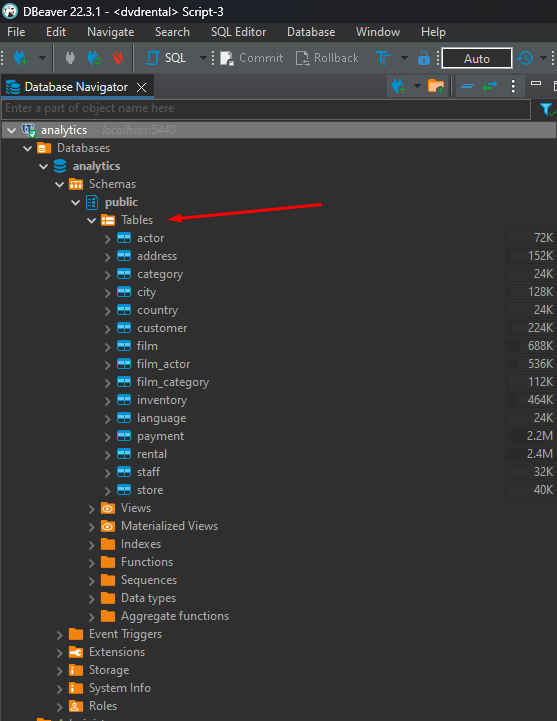 DBeaver 22.3.1 - <dvdrental> Script-3
File Edit Navigate Search SQL Editor Database Window Help
SQL Commit Rollback Auto
Database Navigator
Enter a part of object name here
analytics - localhost:5440
Databases
analytics
Schemas
public
Tables
actor 72K
address 152K
category 24K
city 128K
country 24K
customer 224K
film 688K
film_actor 536K
film_category 112K
inventory 464K
language 24K
payment 2.2M
rental 2.4M
staff 32K
store 40K
Views
Materialized Views
Indexes
Functions
Sequences
Data types
Aggregate functions
Event Triggers
Extensions
Storage
System Info
Roles